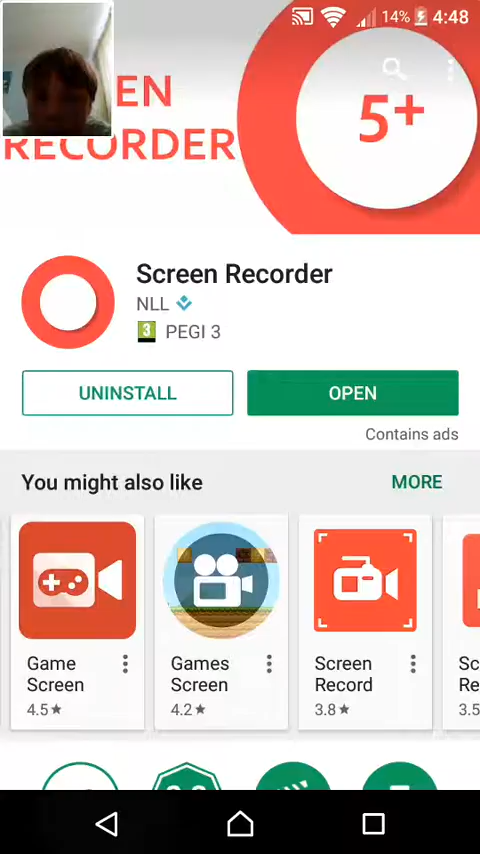 14% 4:48
EN
RECORDER
5+
Screen Recorder
NLL
3 PEGI 3
UNINSTALL
OPEN
Contains ads
You might also like
MORE
Game
Screen
4.5★
Games
Screen
4.2★
Screen
Record
3.8★
Sc
Re
3.5